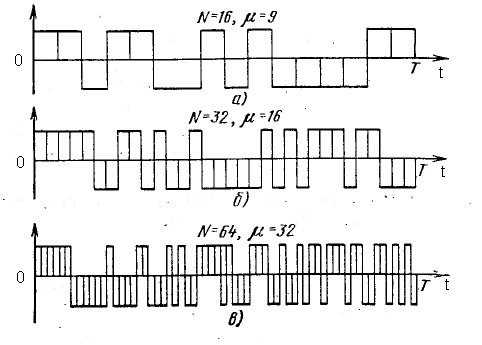 N=16, μ=9
0
T
t
а)
N=32, μ=16
0
T
t
б)
N=64, μ=32
0
T
t
в)